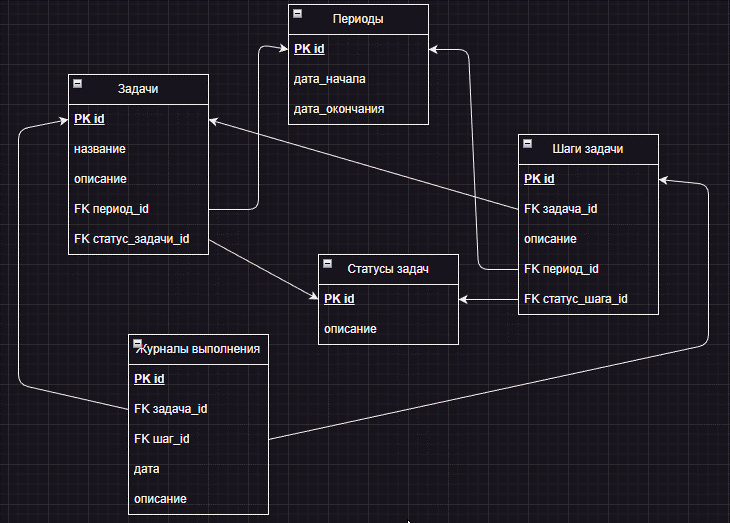 Периоды
PK id
дата_начала
дата_окончания
Задачи
PK id
название
описание
FK период_id
FK статус_задачи_id
Шаги задачи
PK id
FK задача_id
описание
FK период_id
FK статус_шага_id
Статусы задач
PK id
описание
Журналы выполнения
PK id
FK задача_id
FK шаг_id
дата
описание